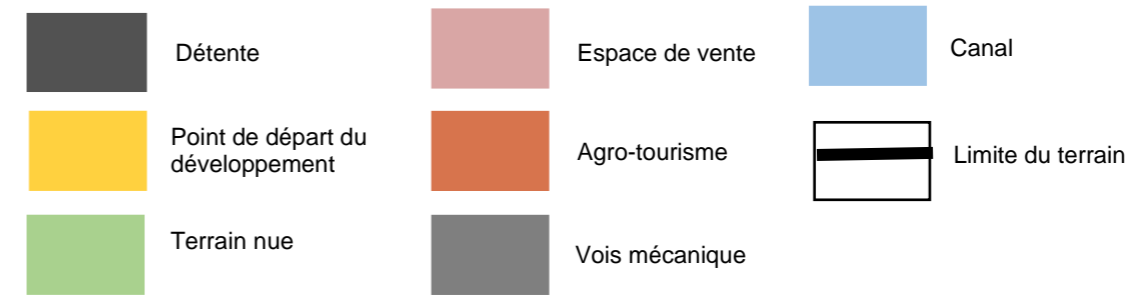 Détente
Espace de vente
Canal
Point de départ du
développement
Agro-tourisme
Limite du terrain
Terrain nue
Vois mécanique